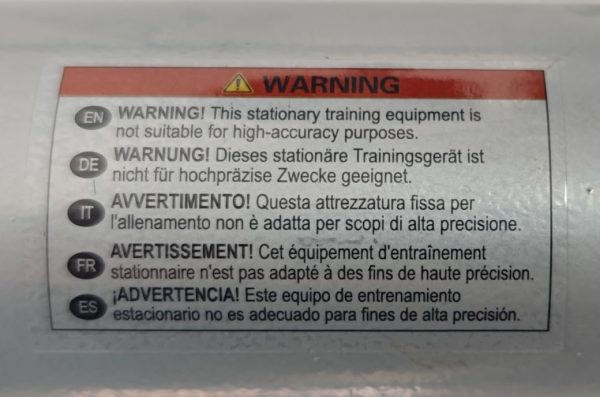 WARNING
EN WARNING! This stationary training equipment is
not suitable for high-accuracy purposes.
DE WARNUNG! Dieses stationäre Trainingsgerät ist
nicht für hochpräzise Zwecke geeignet.
IT AVVERTIMENTO! Questa attrezzatura fissa per
l'allenamento non è adatta per scopi di alta precisione.
FR AVERTISSEMENT! Cet équipement d'entraînement
stationnaire n'est pas adapté à des fins de haute précision.
ES ¡ADVERTENCIA! Este equipo de entrenamiento
estacionario no es adecuado para fines de alta precisión.